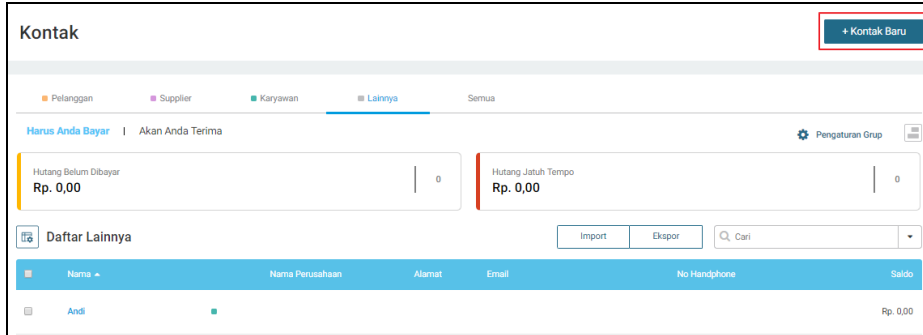 Kontak
+ Kontak Baru
Pelanggan Supplier Karyawan Lainnya Semua
Harus Anda Bayar | Akan Anda Terima Pengaturan Grup
Hutang Belum Dibayar 0 Hutang Jatuh Tempo 0
Rp. 0,00 Rp. 0,00
Daftar Lainnya Import Ekspor Cari
Nama Nama Perusahaan Alamat Email No Handphone Saldo
Andi Rp. 0,00